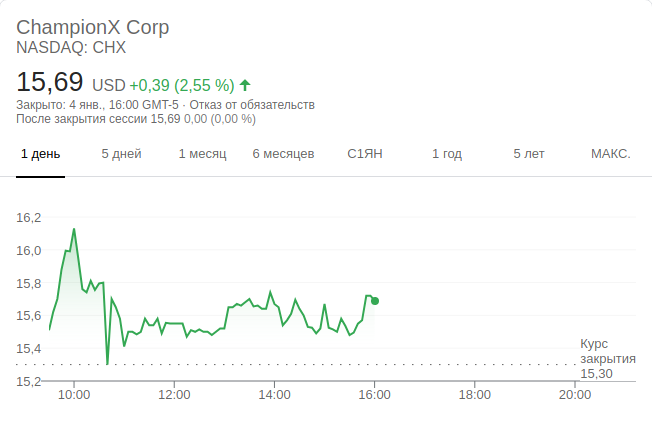 ChampionX Corp
NASDAQ: CHX
15,69 USD +0,39 (2,55 %)
Закрыто: 4 янв., 16:00 GMT-5 · Отказ от обязательств
После закрытия сессии 15,69 0,00 (0,00 %)
1 день 5 дней 1 месяц 6 месяцев С1ЯН 1 год 5 лет МАКС.
16,2
16,0
15,8
15,6
15,4
15,2
Курс
закрытия
15,30
10:00 12:00 14:00 16:00 18:00 20:00